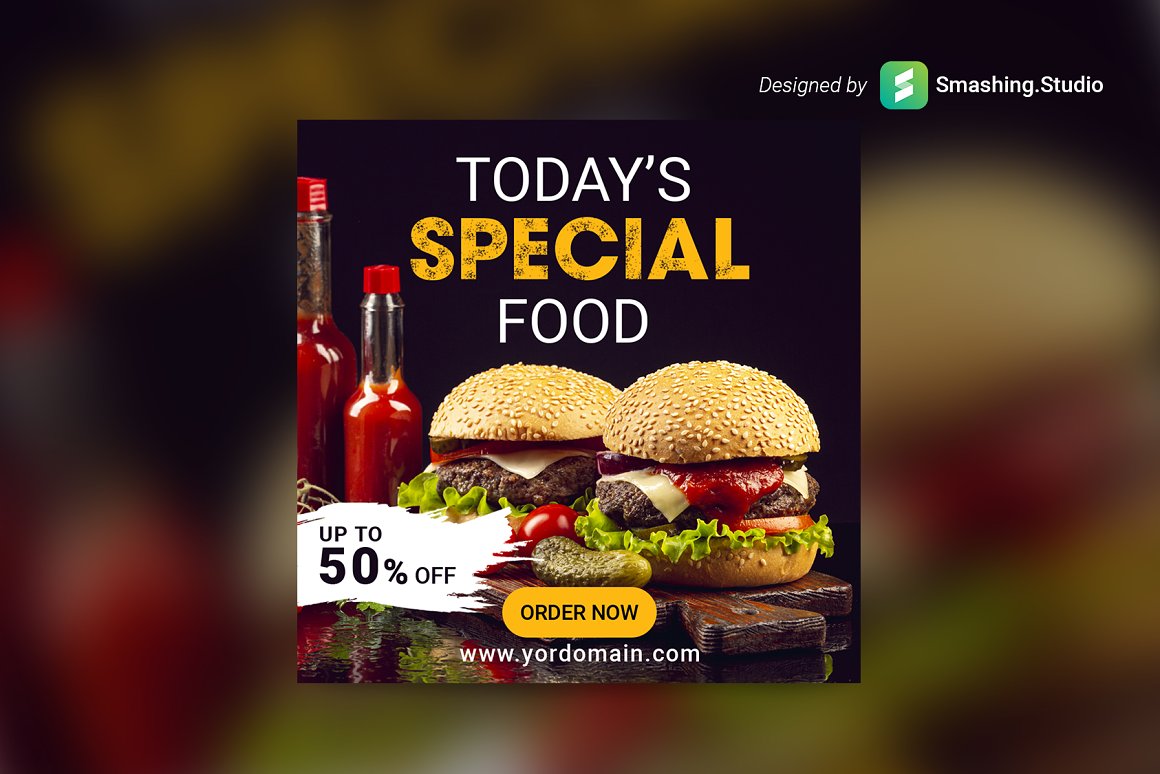 Designed by Smashing.Studio
TODAY’S
SPECIAL
FOOD
UP TO
50% OFF
ORDER NOW
www.yordomain.com